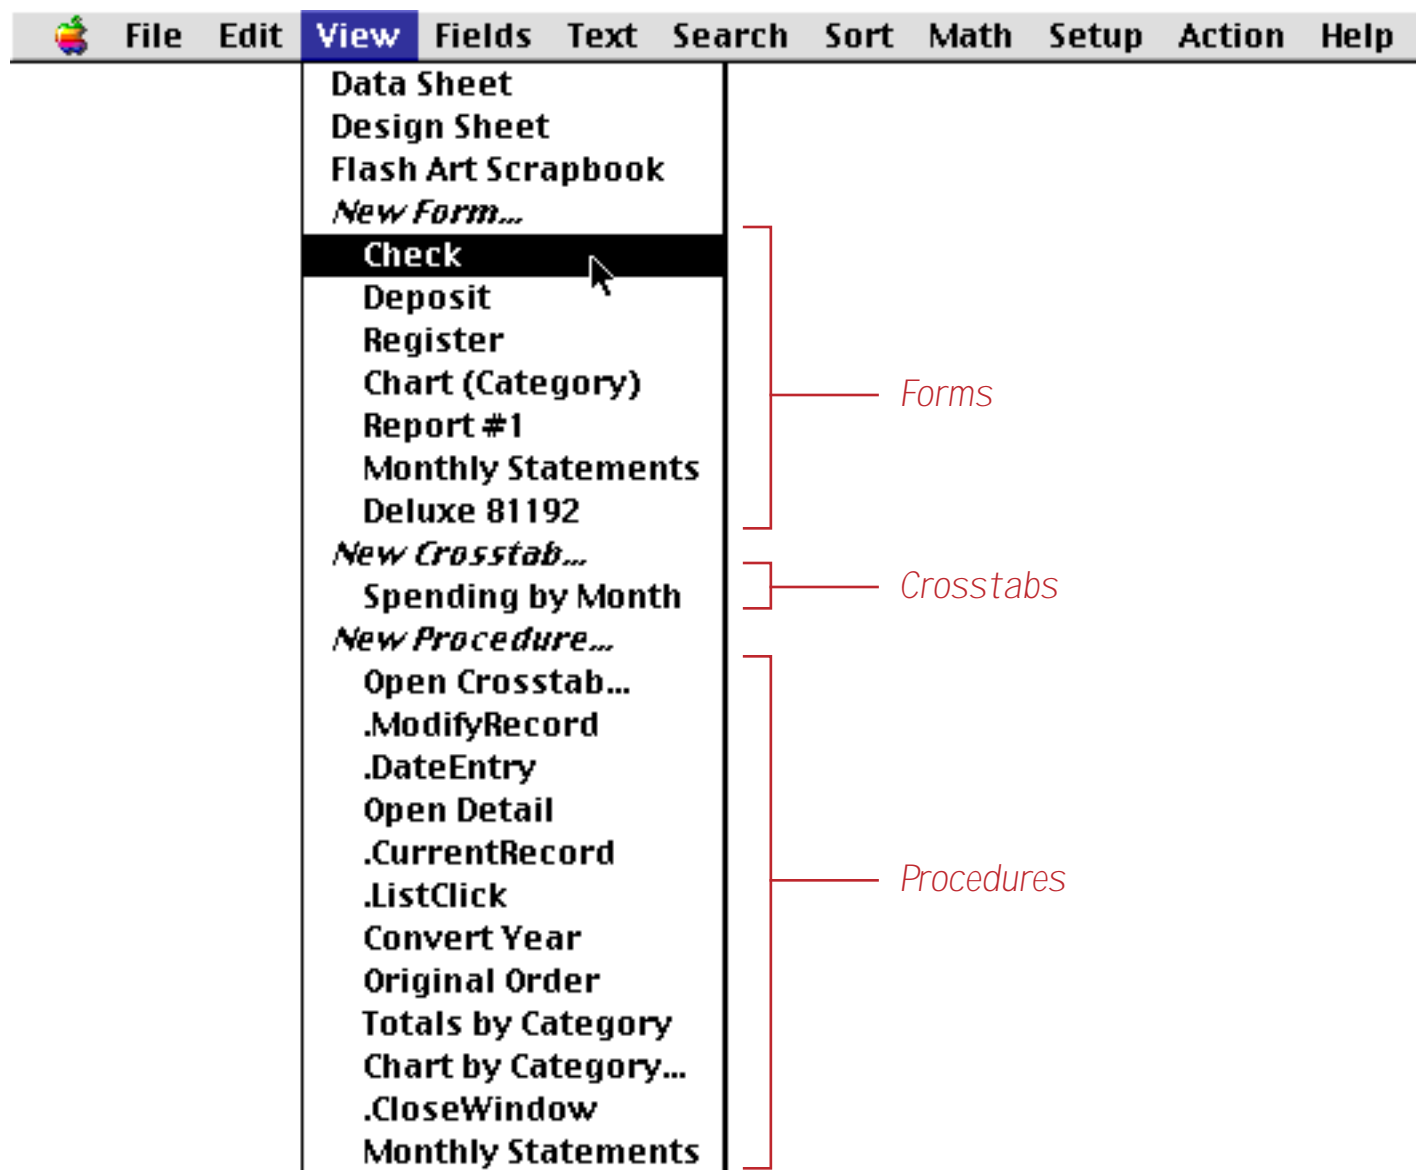 File Edit View Fields Text Search Sort Math Setup Action Help
Data Sheet
Design Sheet
Flash Art Scrapbook
New Form...
Check
Deposit
Register
Chart (Category)
Report #1
Monthly Statements
Deluxe 81192
New Crosstab...
Spending by Month
New Procedure...
Open Crosstab...
.ModifyRecord
.DateEntry
Open Detail
.CurrentRecord
.ListClick
Convert Year
Original Order
Totals by Category
Chart by Category...
.CloseWindow
Monthly Statements
Forms
Crosstabs
Procedures